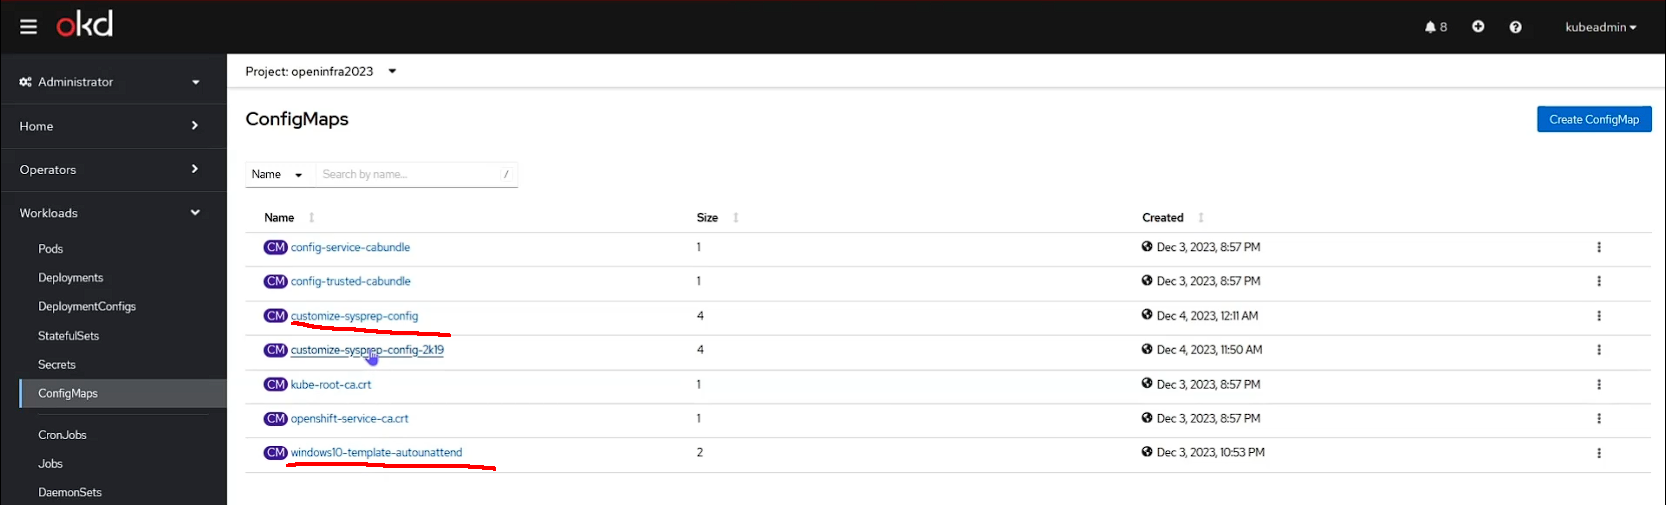 okd
8
kubeadmin
Administrator
Project: openinfra2023
Home
ConfigMaps
Create ConfigMap
Operators
Name
Search by name...
/
Workloads
Name
Size
Created
Pods
CM config-service-cabundle
1
Dec 3, 2023, 8:57 PM
Deployments
CM config-trusted-cabundle
1
Dec 3, 2023, 8:57 PM
DeploymentConfigs
CM customize-sysprep-config
4
Dec 4, 2023, 12:11 AM
StatefulSets
CM customize-sysprep-config-2k19
4
Dec 4, 2023, 11:50 AM
Secrets
CM kube-root-ca.crt
1
Dec 3, 2023, 8:57 PM
ConfigMaps
CM openshift-service-ca.crt
1
Dec 3, 2023, 8:57 PM
CronJobs
CM windows10-template-autounattend
2
Dec 3, 2023, 10:53 PM
Jobs
DaemonSets